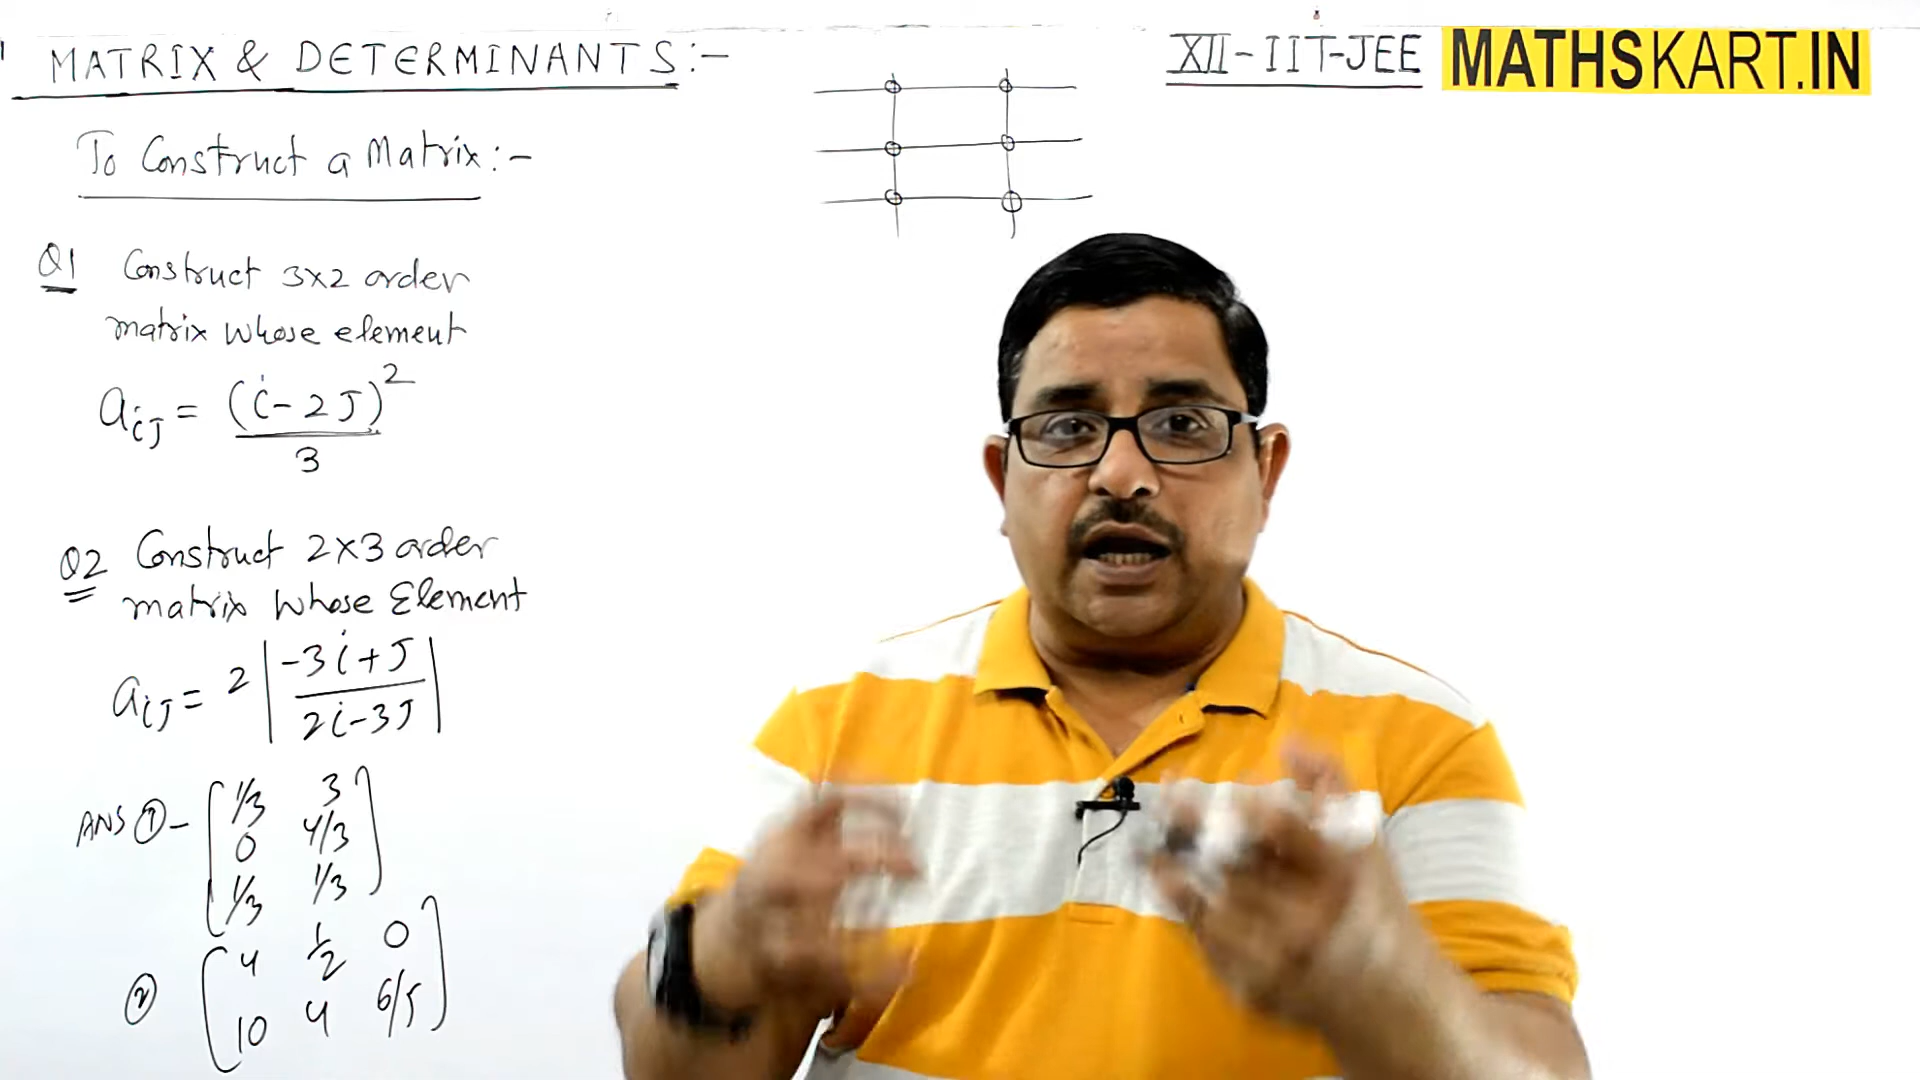 MATRIX & DETERMINANTS:-
XII-IIT-JEE
MATHSKART.IN
To Construct a Matrix:-
Q1 Construct 3x2 order
matrix whose element
aiJ = (i-2J)²
3
Q2 Construct 2x3 order
matrix whose Element
aiJ = 2 | -3i+J
2i-3J |
ANS ①- [ 1/3 3
0 4/3
1/3 1/3 ]
② [ 4 1/2 0
10 4 6/5 ]